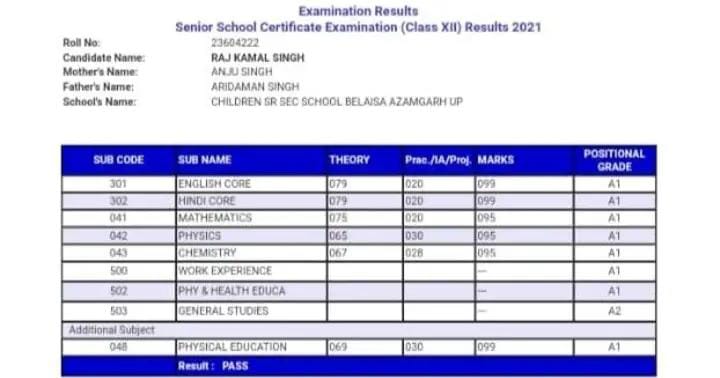 Examination Results
Senior School Certificate Examination (Class XII) Results 2021
Roll No: 23604222
Candidate Name: RAJ KAMAL SINGH
Mother's Name: ANJU SINGH
Father's Name: ARIDAMAN SINGH
School's Name: CHILDREN SR SEC SCHOOL BELAISA AZAMGARH UP
SUB CODE SUB NAME THEORY Prac./IA/Proj. MARKS POSITIONAL GRADE
301 ENGLISH CORE 079 020 099 A1
302 HINDI CORE 079 020 099 A1
041 MATHEMATICS 075 020 095 A1
042 PHYSICS 065 030 095 A1
043 CHEMISTRY 067 028 095 A1
500 WORK EXPERIENCE --- A1
502 PHY & HEALTH EDUCA --- A1
503 GENERAL STUDIES --- A2
Additional Subject
048 PHYSICAL EDUCATION 069 030 099 A1
Result : PASS